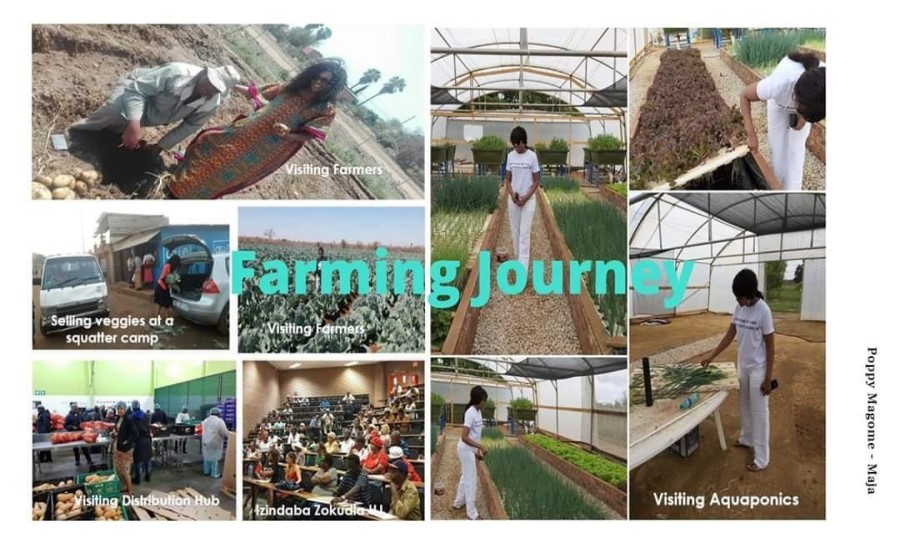 Visiting Farmers
Farming Journey
Selling veggies at a
squatter camp
Visiting Farmers
Visiting Distribution Hub
Izindaba Zokudla
Visiting Aquaponics
Poppy Magome - Maja